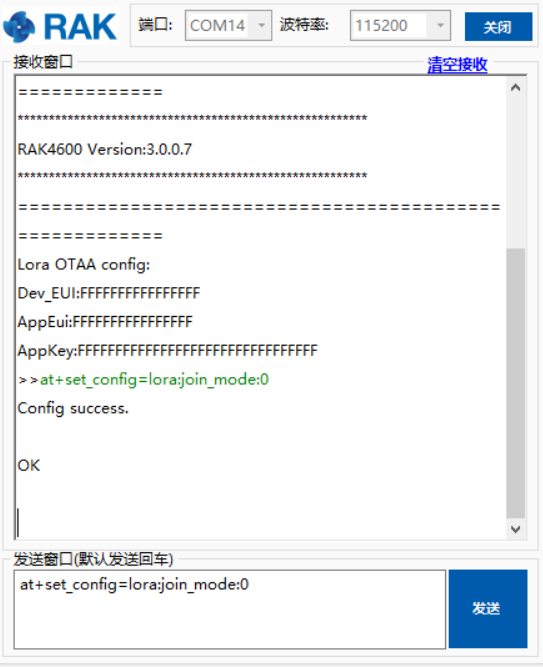 RAK 端口: COM14 波特率: 115200 关闭
接收窗口 清空接收
=============
********************************************************
RAK4600 Version:3.0.0.7
********************************************************
===========================================
=============
Lora OTAA config:
Dev_EUI:FFFFFFFFFFFFFFFF
AppEui:FFFFFFFFFFFFFFFF
AppKey:FFFFFFFFFFFFFFFFFFFFFFFFFFFFFFFF
>>at+set_config=lora:join_mode:0
Config success.
OK
发送窗口(默认发送回车)
at+set_config=lora:join_mode:0
发送